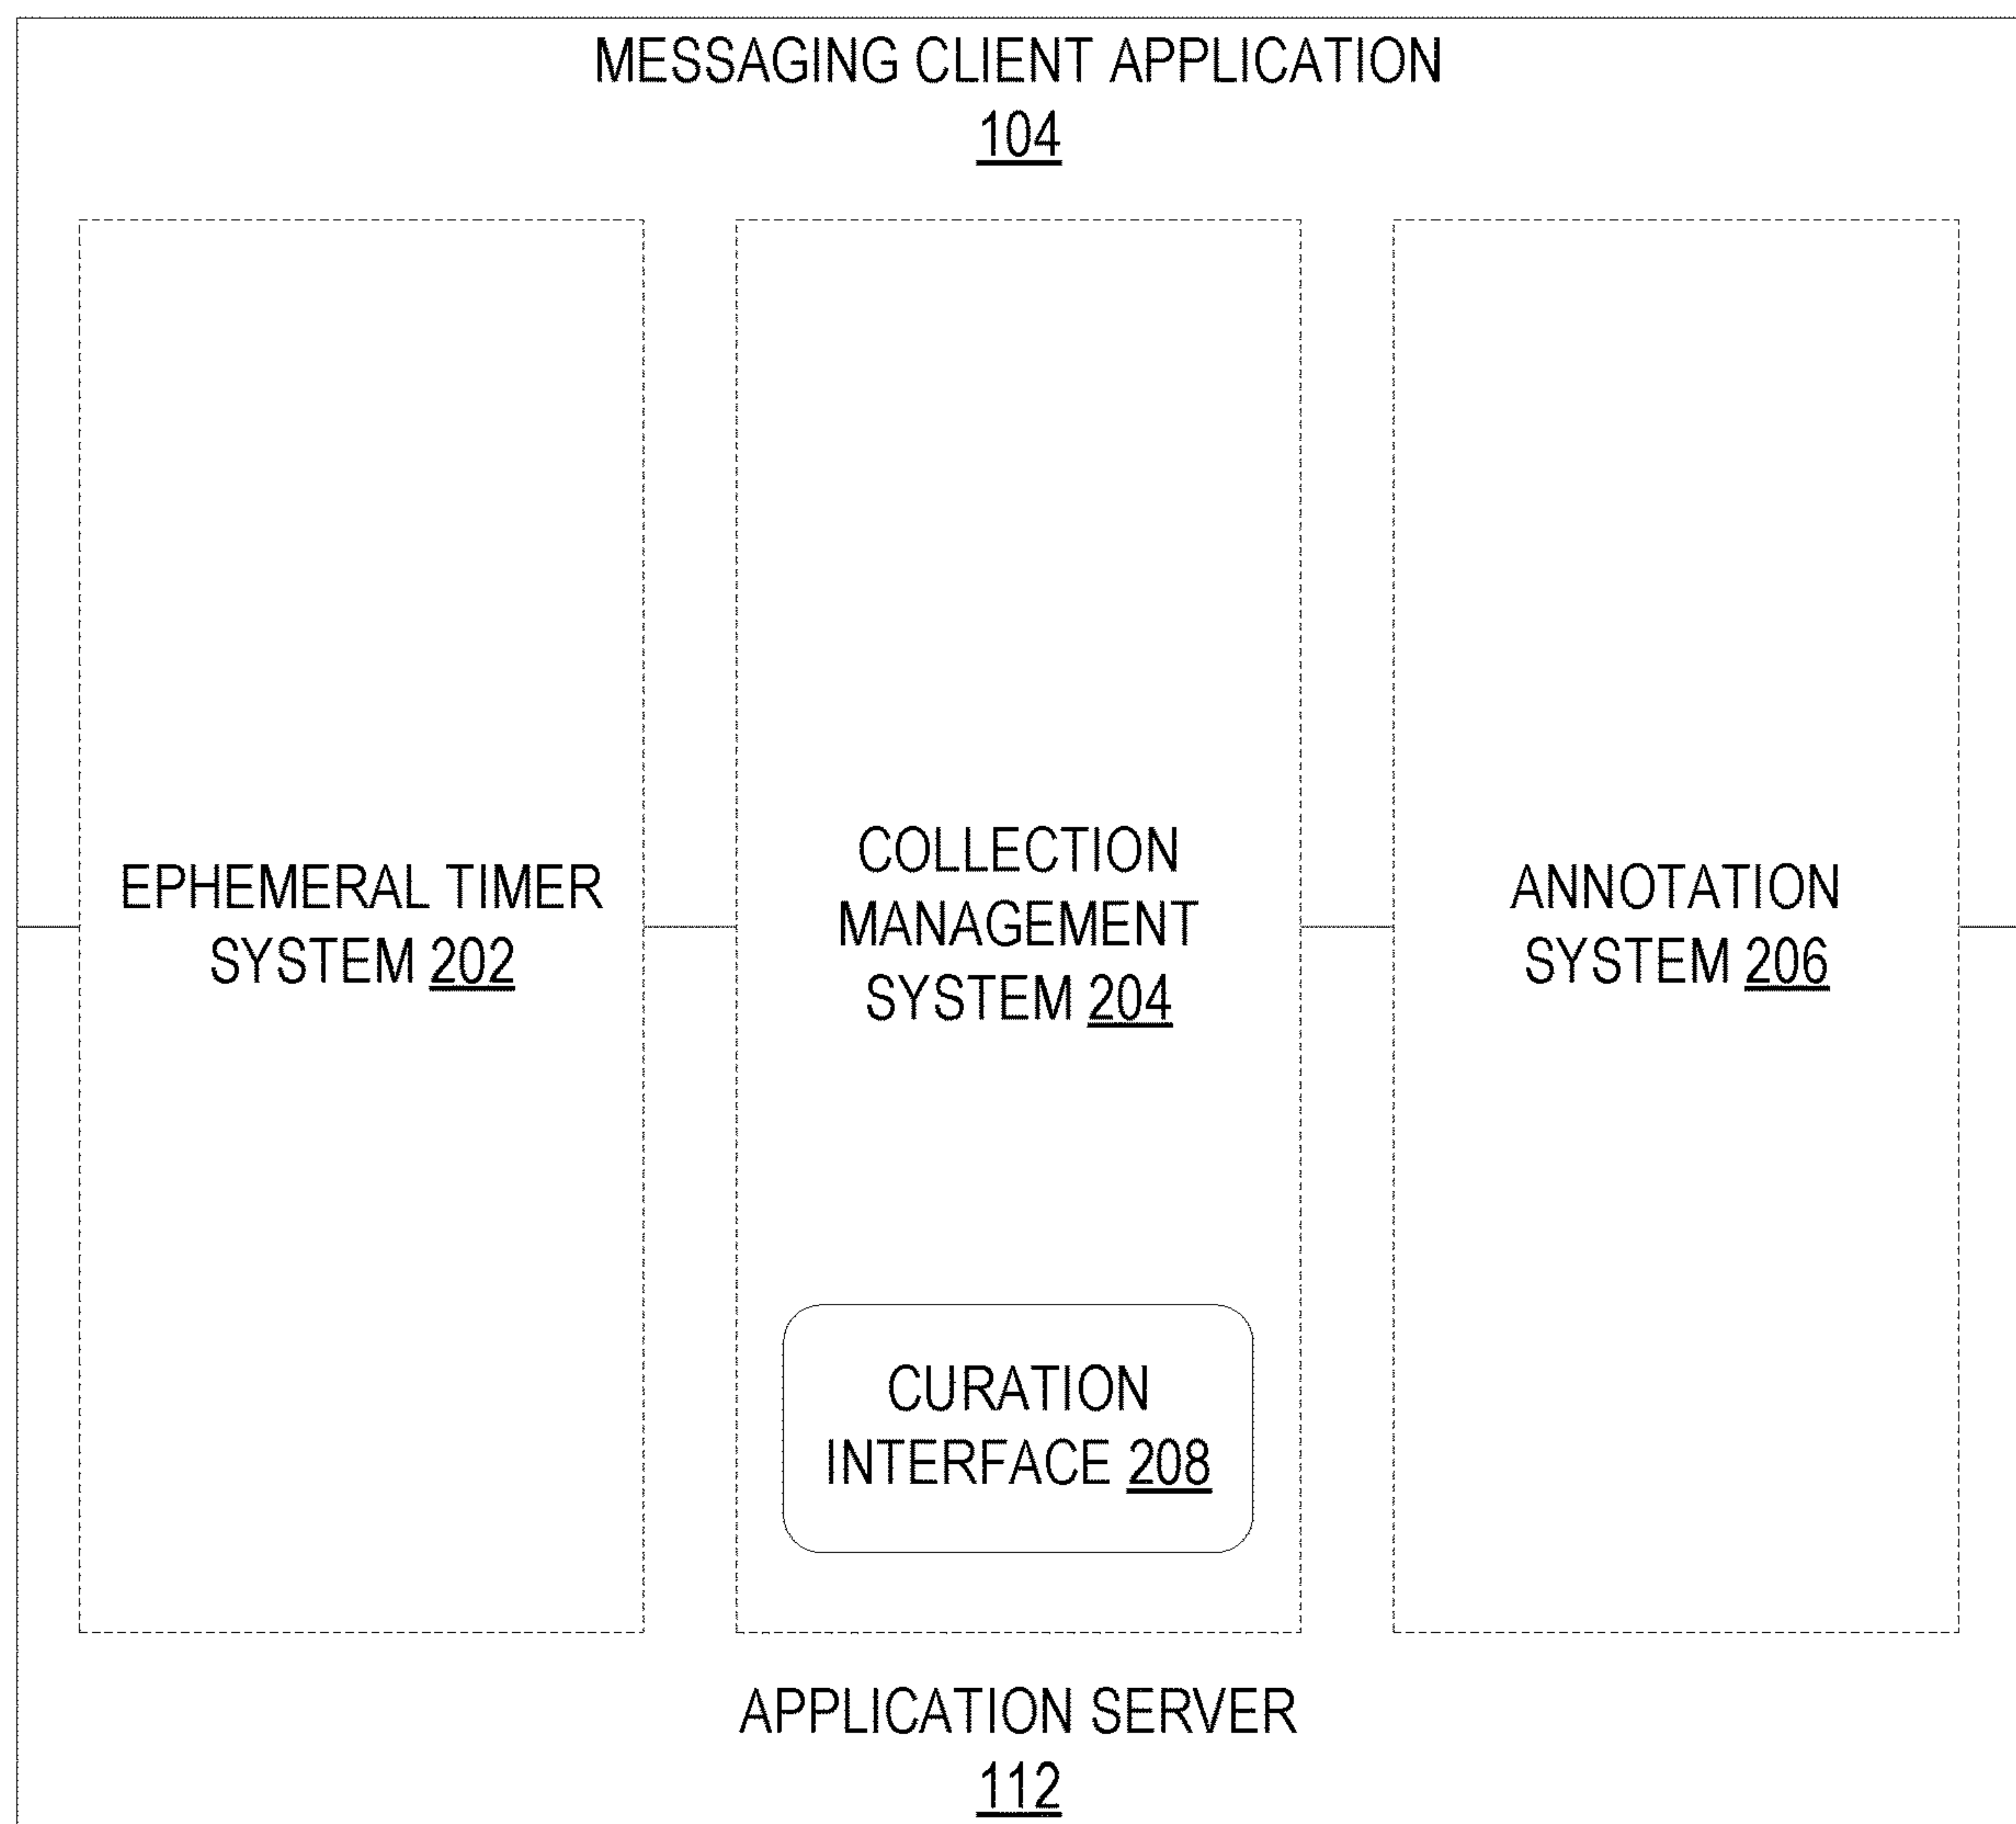 MESSAGING CLIENT APPLICATION
104
EPHEMERAL TIMER
SYSTEM 202
COLLECTION
MANAGEMENT
SYSTEM 204
ANNOTATION
SYSTEM 206
CURATION
INTERFACE 208
APPLICATION SERVER
112